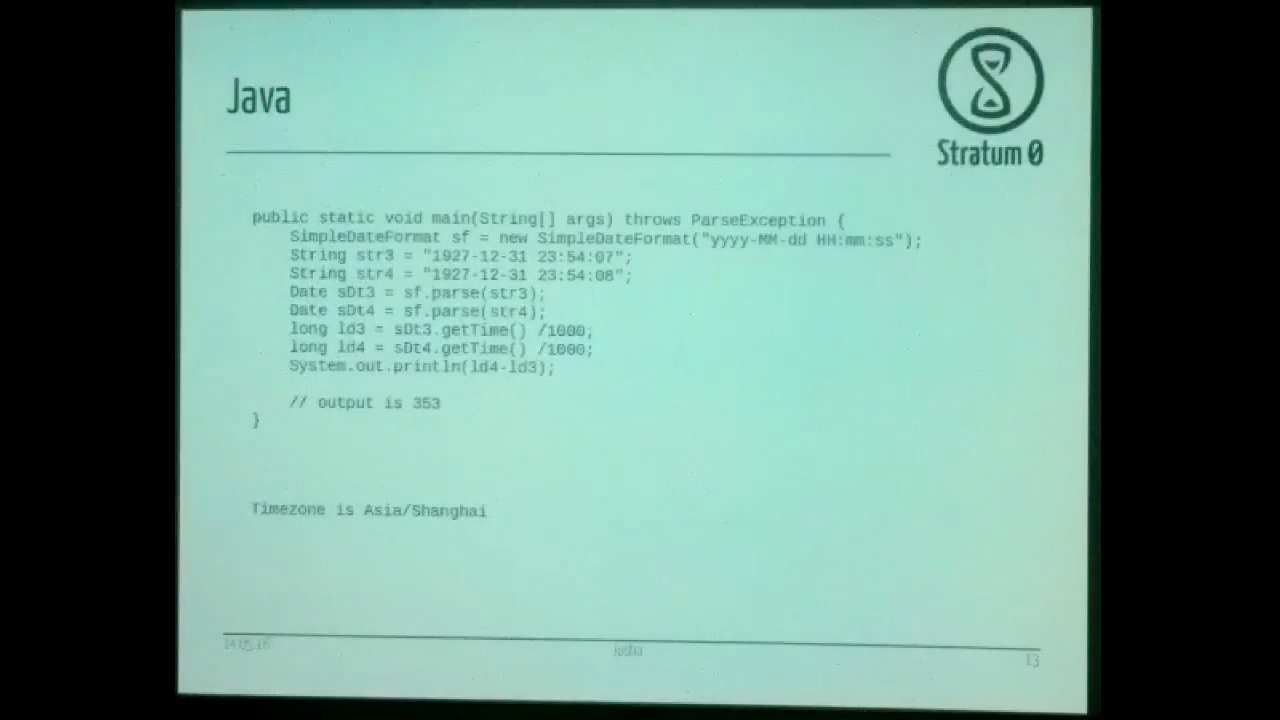 Java
Stratum 0
public static void main(String[] args) throws ParseException {
    SimpleDateFormat sf = new SimpleDateFormat("yyyy-MM-dd HH:mm:ss");
    String str3 = "1927-12-31 23:54:07";
    String str4 = "1927-12-31 23:54:08";
    Date sDt3 = sf.parse(str3);
    Date sDt4 = sf.parse(str4);
    long ld3 = sDt3.getTime() /1000;
    long ld4 = sDt4.getTime() /1000;
    System.out.println(ld4-ld3);
    // output is 353
}
Timezone is Asia/Shanghai
14.05.16
13